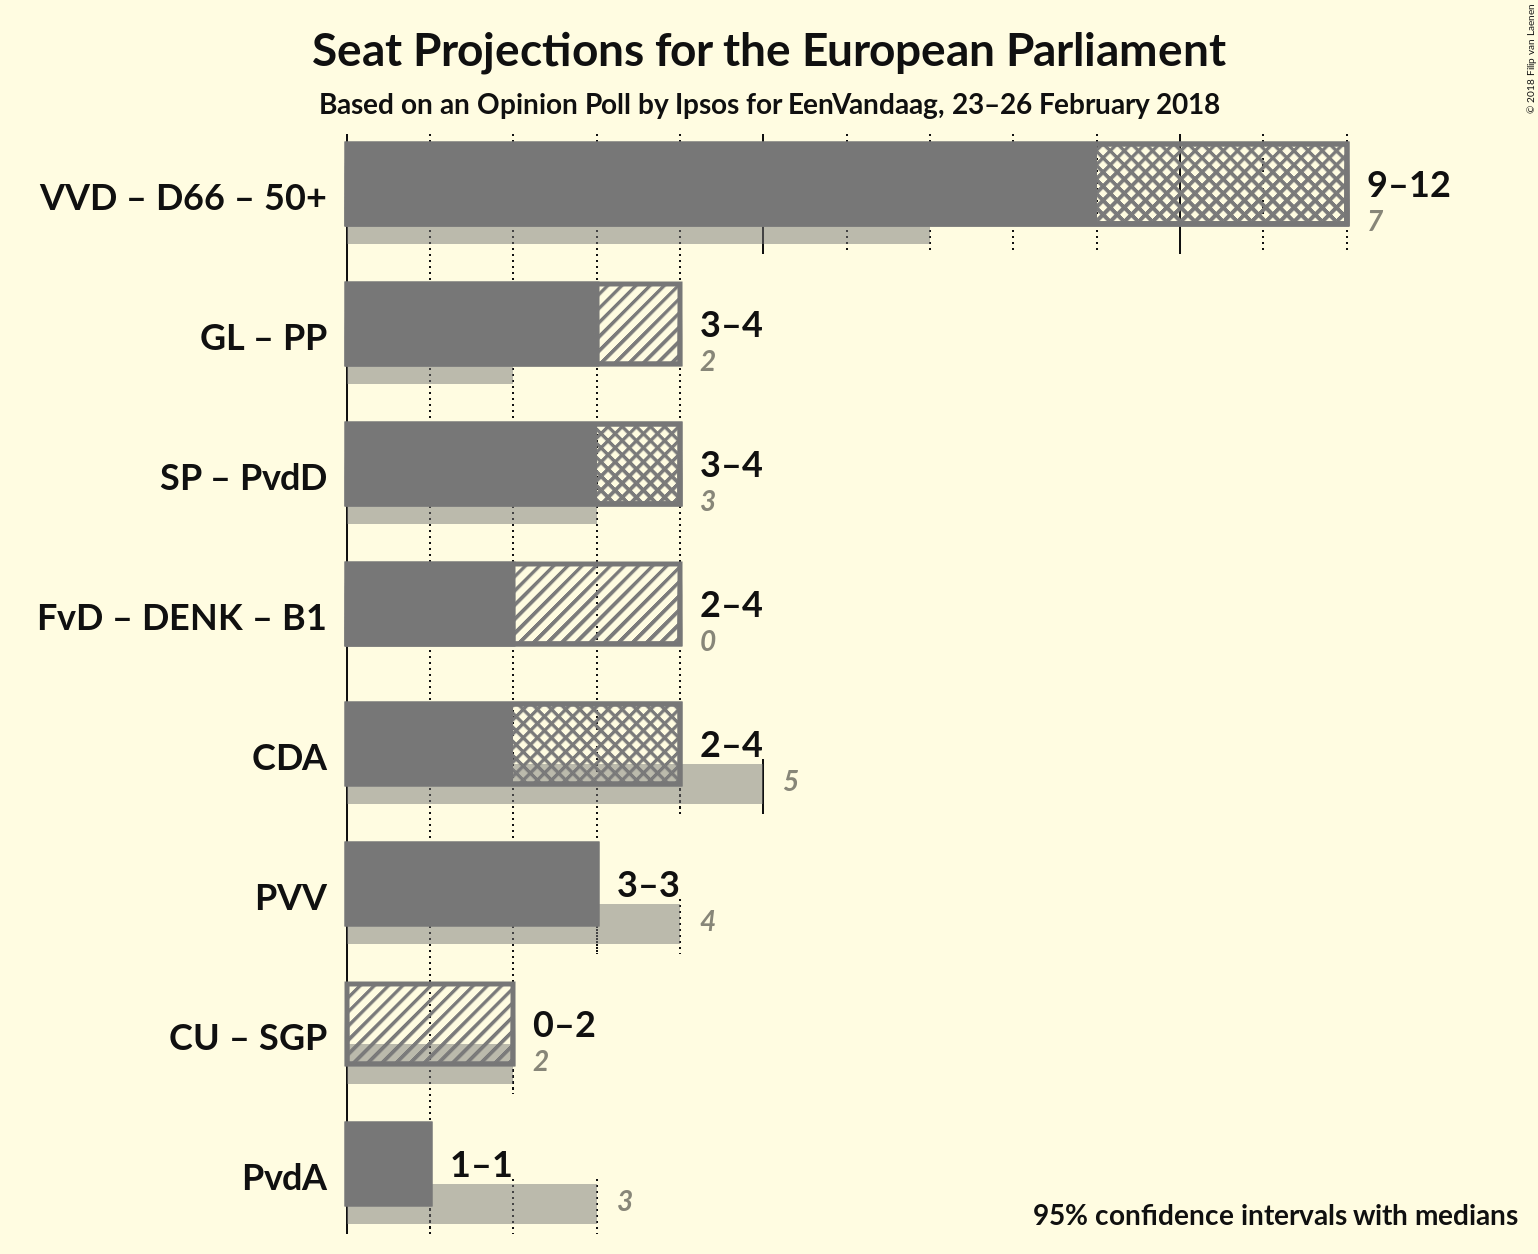 Seat Projections for the European Parliament
Based on an Opinion Poll by Ipsos for EenVandaag, 23–26 February 2018
© 2018 Filip van Laenen
VVD – D66 – 50+
9–12
7
GL – PP
3–4
2
SP – PvdD
3–4
3
FvD – DENK – B1
2–4
0
CDA
2–4
5
PVV
3–3
4
CU – SGP
0–2
2
PvdA
1–1
3
95% confidence intervals with medians